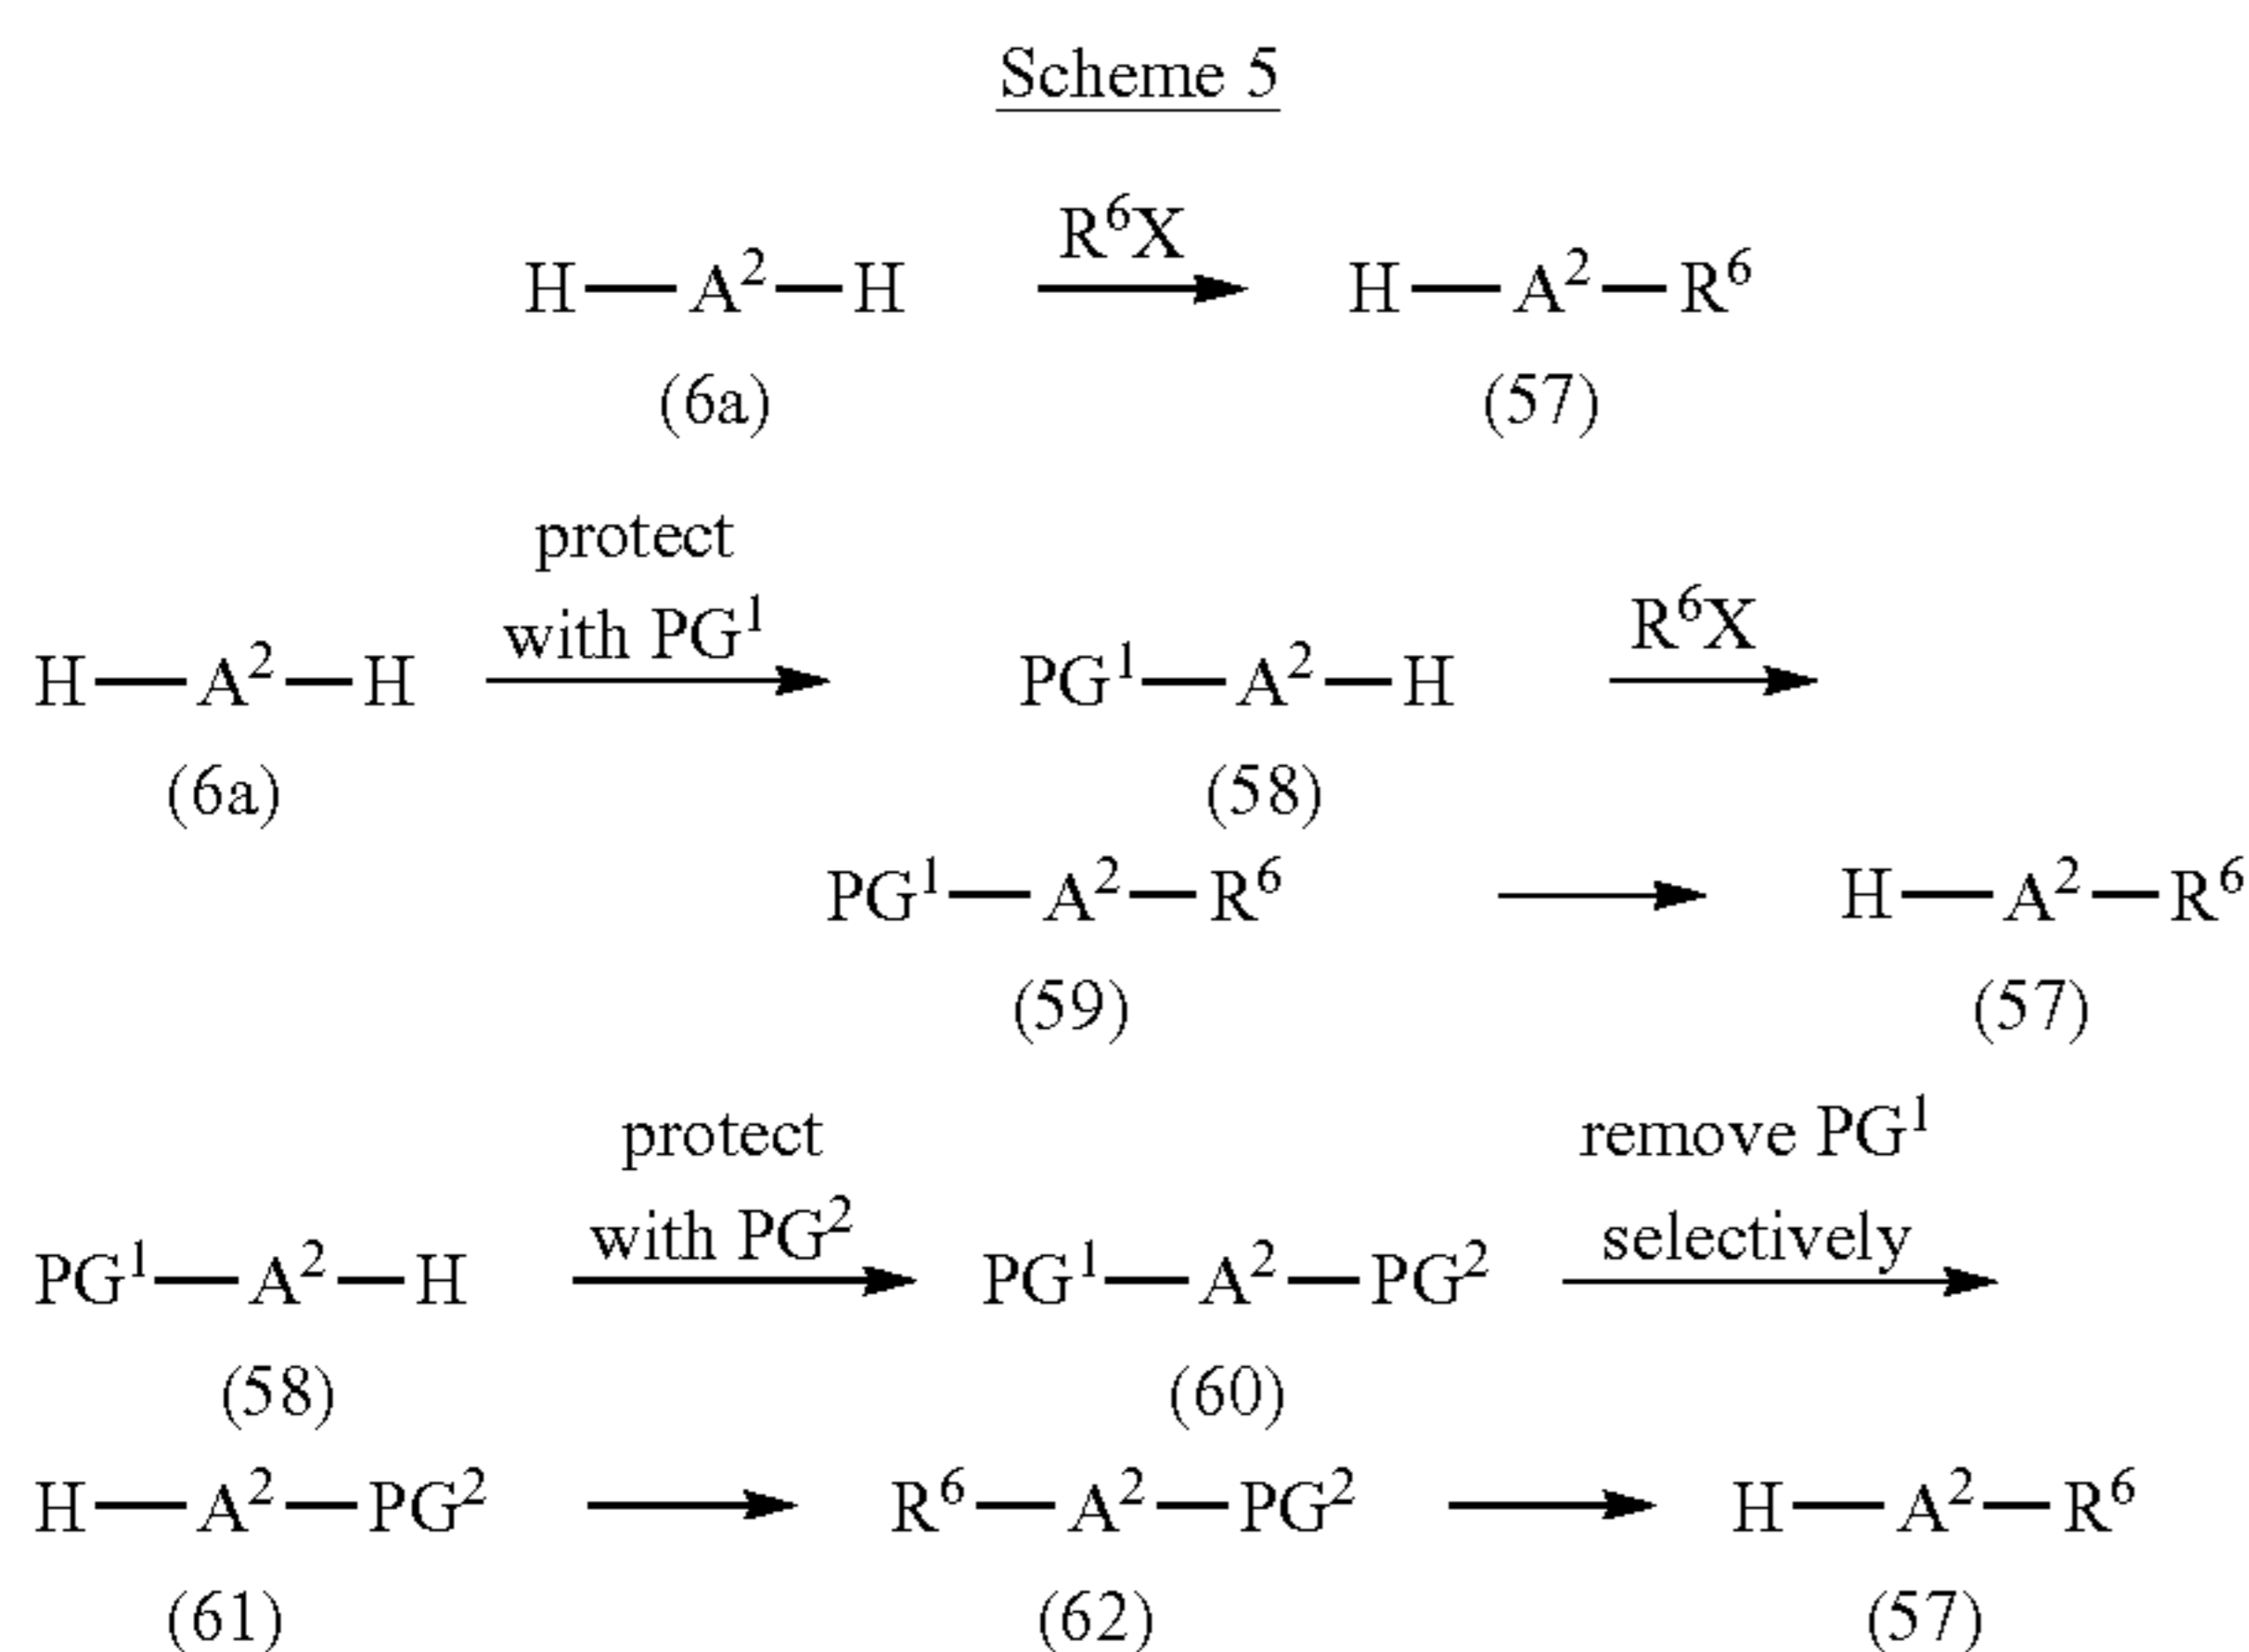 Scheme 5
R⁶X
H—A²—H H—A²—R⁶
(6a) (57)
protect
with PG¹ R⁶X
H—A²—H PG¹—A²—H
(6a) (58)
PG¹—A²—R⁶ H—A²—R⁶
(59) (57)
protect remove PG¹
with PG² selectively
PG¹—A²—H PG¹—A²—PG²
(58) (60)
H—A²—PG² R⁶—A²—PG² H—A²—R⁶
(61) (62) (57)